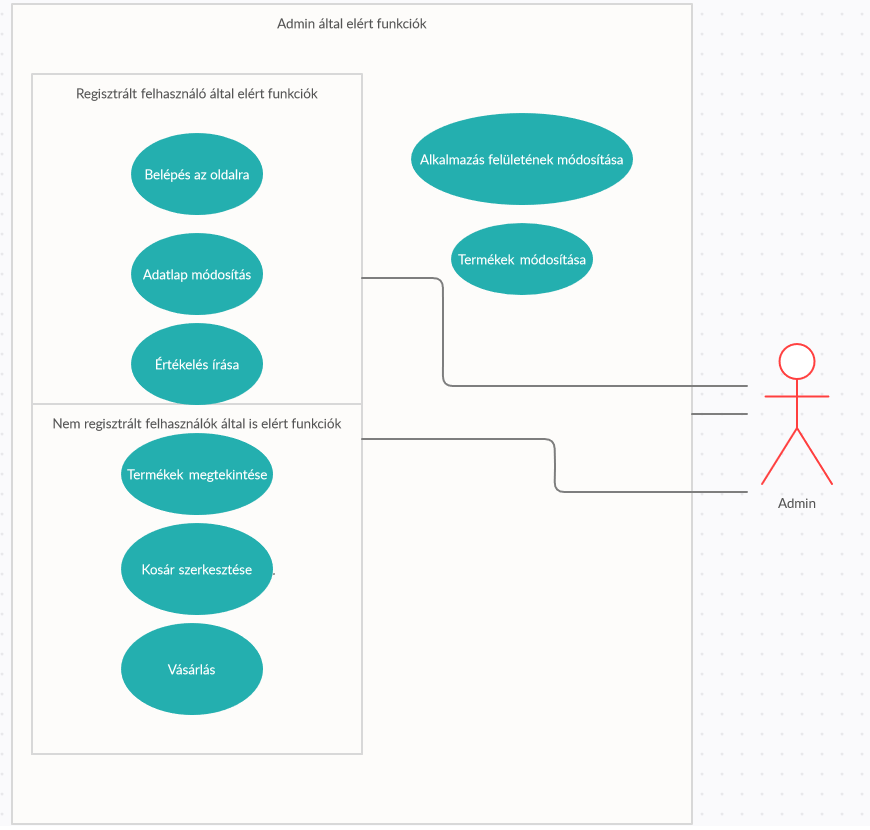 Admin által elért funkciók
Regisztrált felhasználó által elért funkciók
Belépés az oldalra
Adatlap módosítás
Értékelés írása
Alkalmazás felületének módosítása
Termékek módosítása
Nem regisztrált felhasználók által is elért funkciók
Termékek megtekintése
Kosár szerkesztése
Vásárlás
Admin